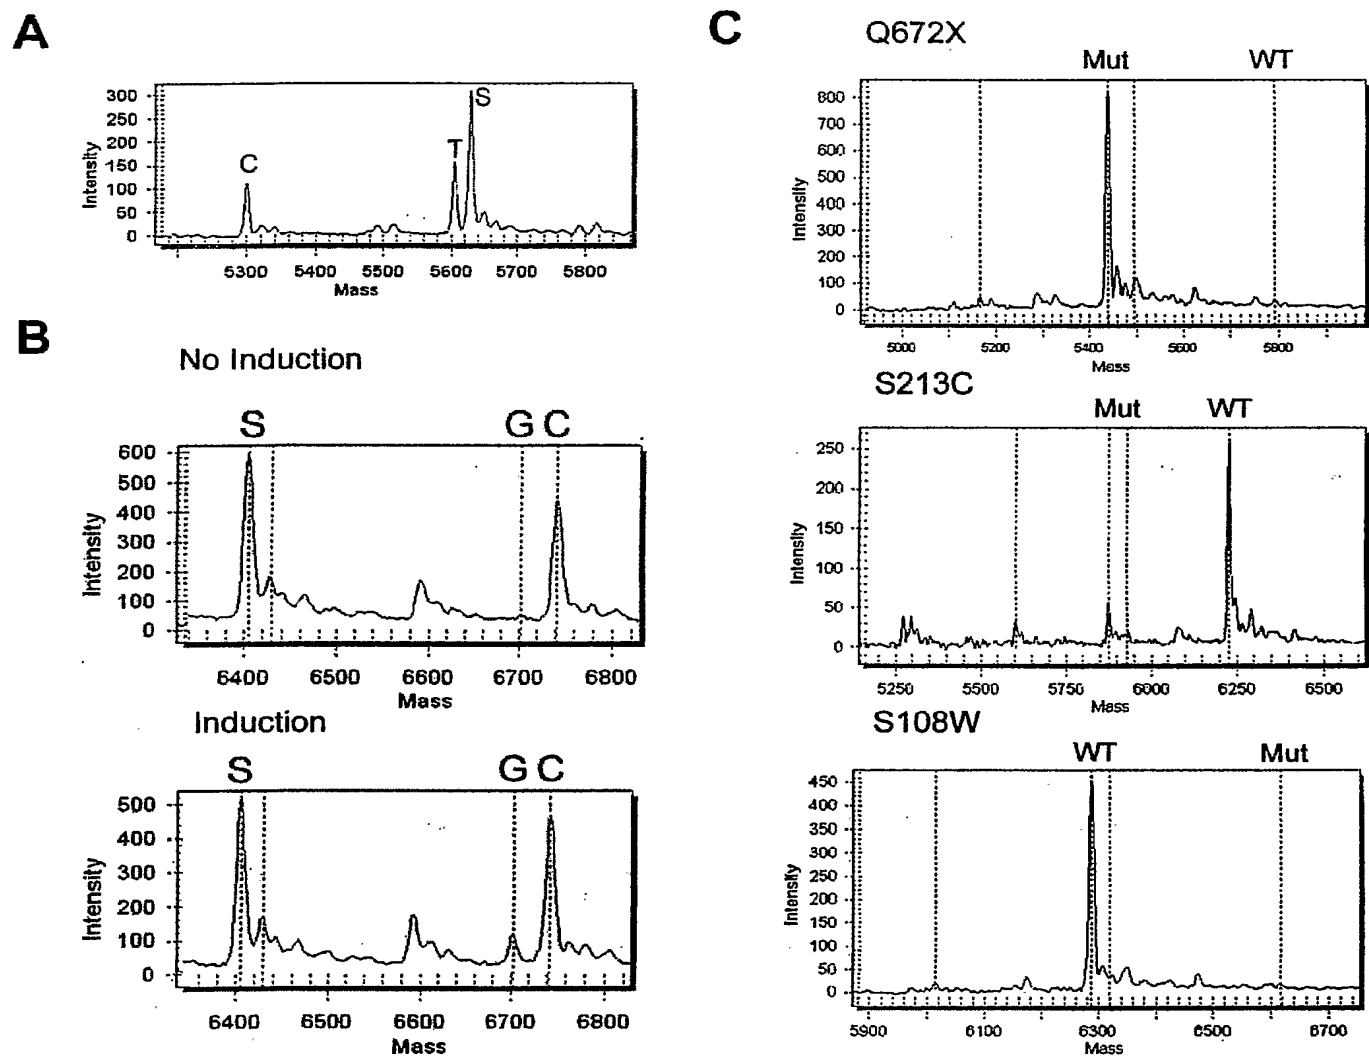 A
C
T
S
300
250
200
150
100
50
0
Intensity
5300 5400 5500 5600 5700 5800
Mass
B
No Induction
S G C
600
500
400
300
200
100
0
Intensity
6400 6500 6600 6700 6800
Mass
Induction
S G C
500
400
300
200
100
0
Intensity
6400 6500 6600 6700 6800
Mass
C
Q672X
Mut WT
800
700
600
500
400
300
200
100
0
Intensity
5000 5200 5400 5600 5800
Mass
S213C
Mut WT
250
200
150
100
50
0
Intensity
5250 5500 5750 6000 6250 6500
Mass
S108W
WT Mut
450
400
350
300
250
200
150
100
50
0
Intensity
5900 6100 6300 6500 6700
Mass